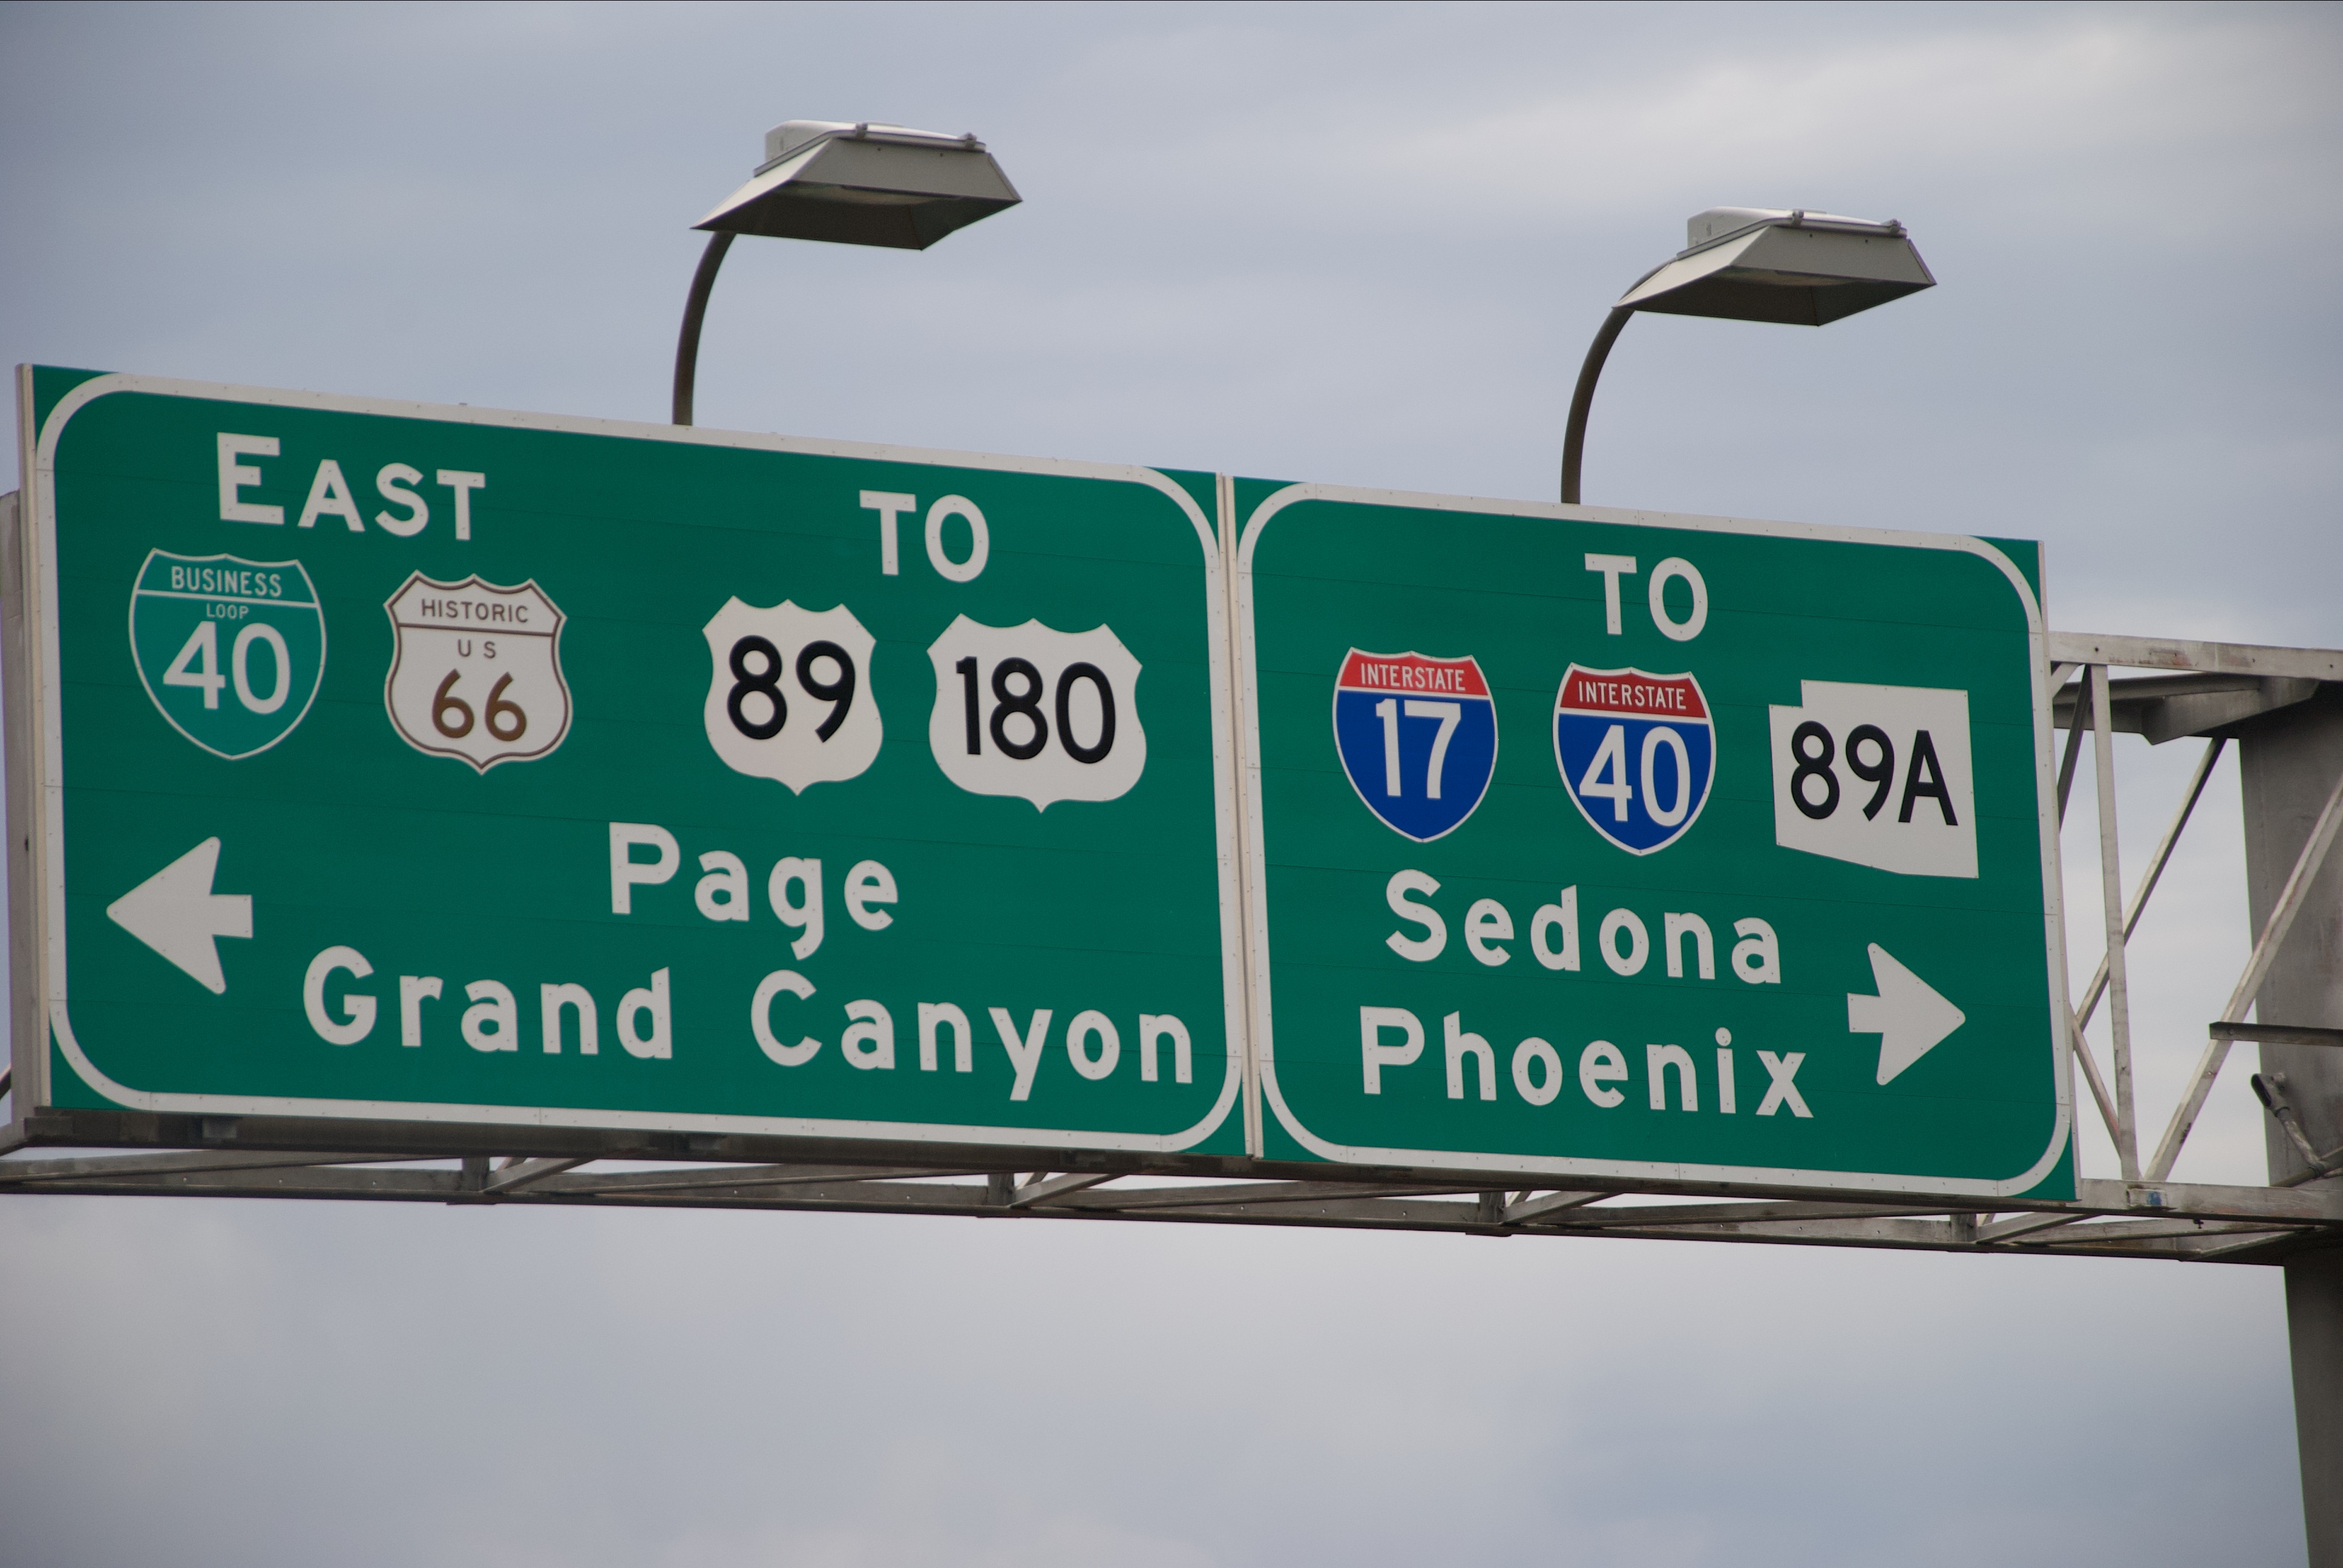 EAST TO
BUSINESS LOOP 40
HISTORIC US 66
89
180
Page
Grand Canyon
TO
INTERSTATE 17
INTERSTATE 40
89A
Sedona
Phoenix